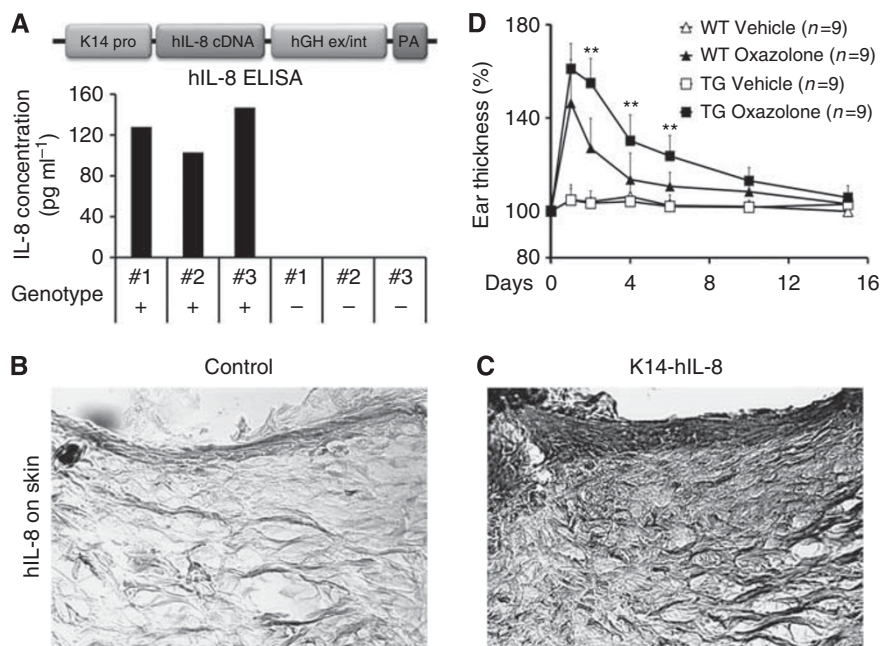 A
K14 pro hIL-8 cDNA hGH ex/int PA
hIL-8 ELISA
IL-8 concentration
(pg ml⁻¹)
160
120
80
40
0
#1 #2 #3 #1 #2 #3
Genotype + + + – – –
D
Ear thickness (%)
180
140
100
80
Days 0 4 8 12 16
** ** **
WT Vehicle (n=9)
WT Oxazolone (n=9)
TG Vehicle (n=9)
TG Oxazolone (n=9)
B
Control
hIL-8 on skin
C
K14-hIL-8